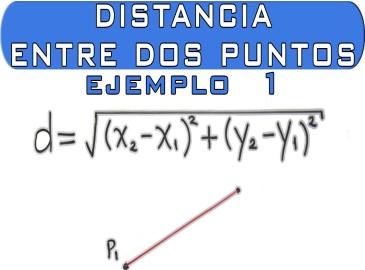 DISTANCIA
ENTRE DOS PUNTOS
EJEMPLO 1
d=√(x₂-x₁)²+(y₂-y₁)²
P₁